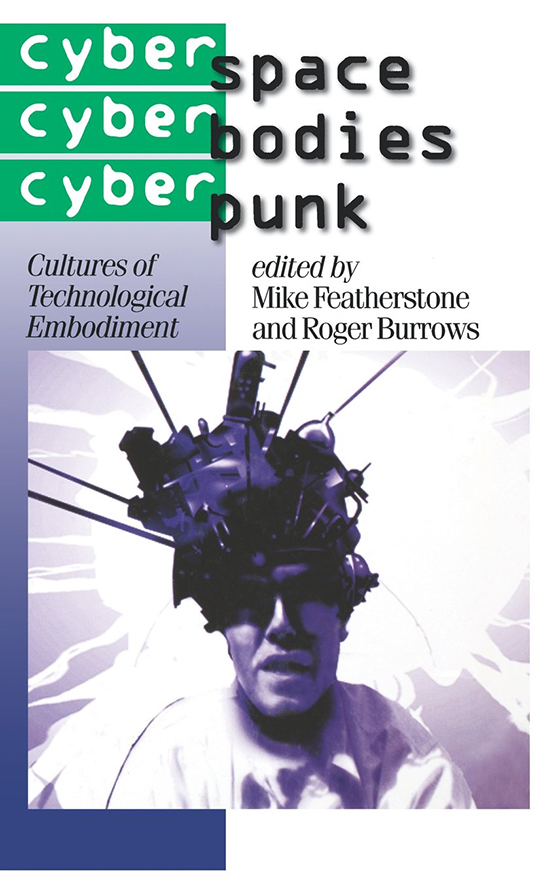 cyberspace
cyberbodies
cyberpunk
Cultures of
Technological
Embodiment
edited by
Mike Featherstone
and Roger Burrows